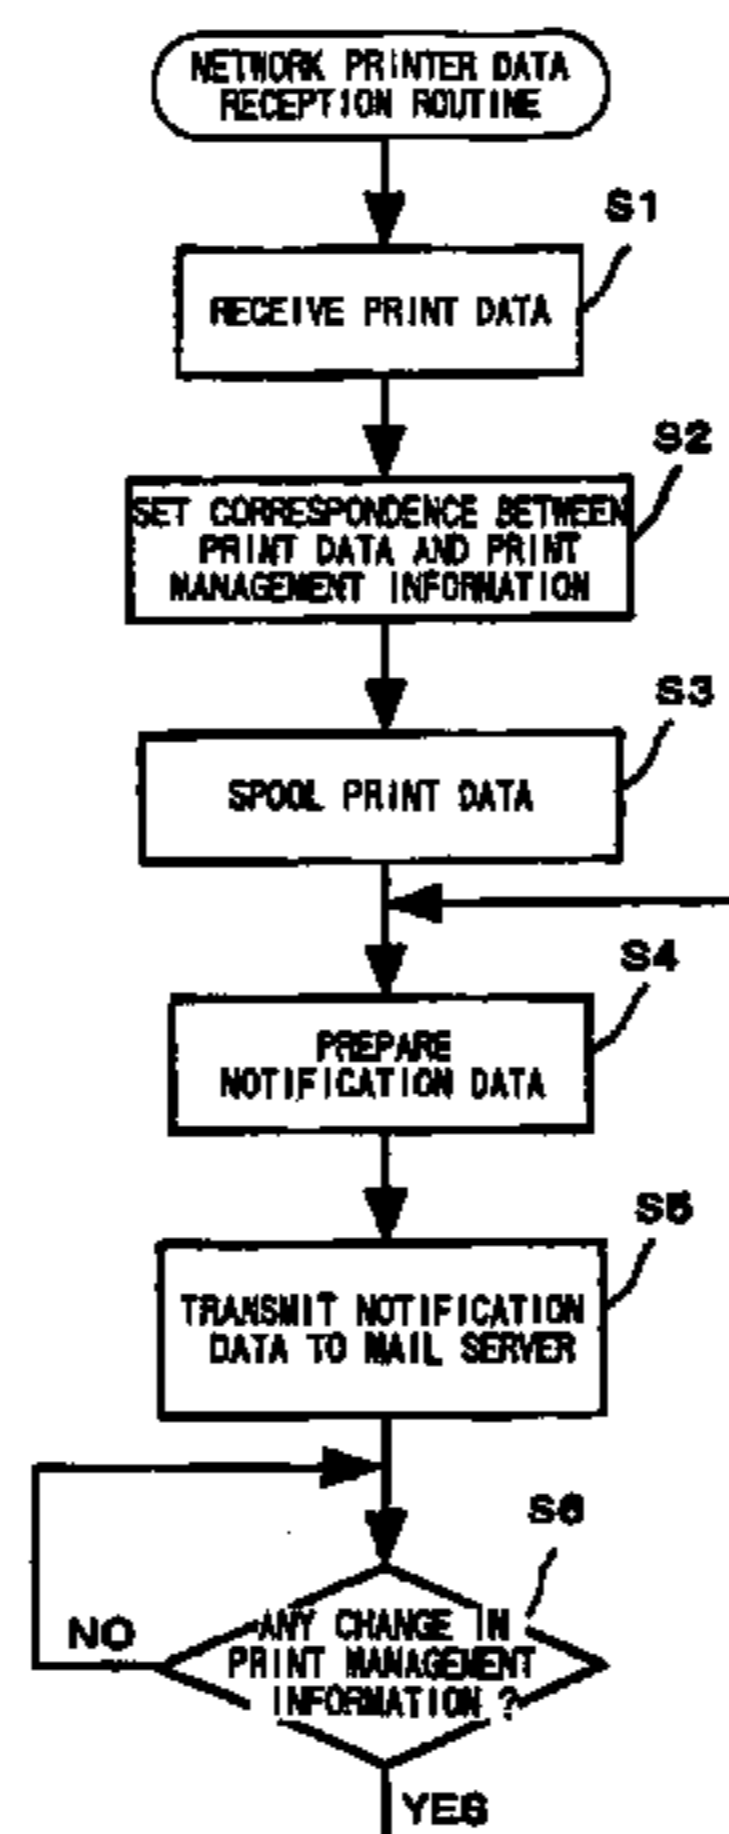 NETWORK PRINTER DATA
RECEPTION ROUTINE
S1
RECEIVE PRINT DATA
S2
SET CORRESPONDENCE BETWEEN
PRINT DATA AND PRINT
MANAGEMENT INFORMATION
S3
SPOOL PRINT DATA
S4
PREPARE
NOTIFICATION DATA
S5
TRANSMIT NOTIFICATION
DATA TO MAIL SERVER
S6
ANY CHANGE IN
PRINT MANAGEMENT
INFORMATION ?
NO
YES